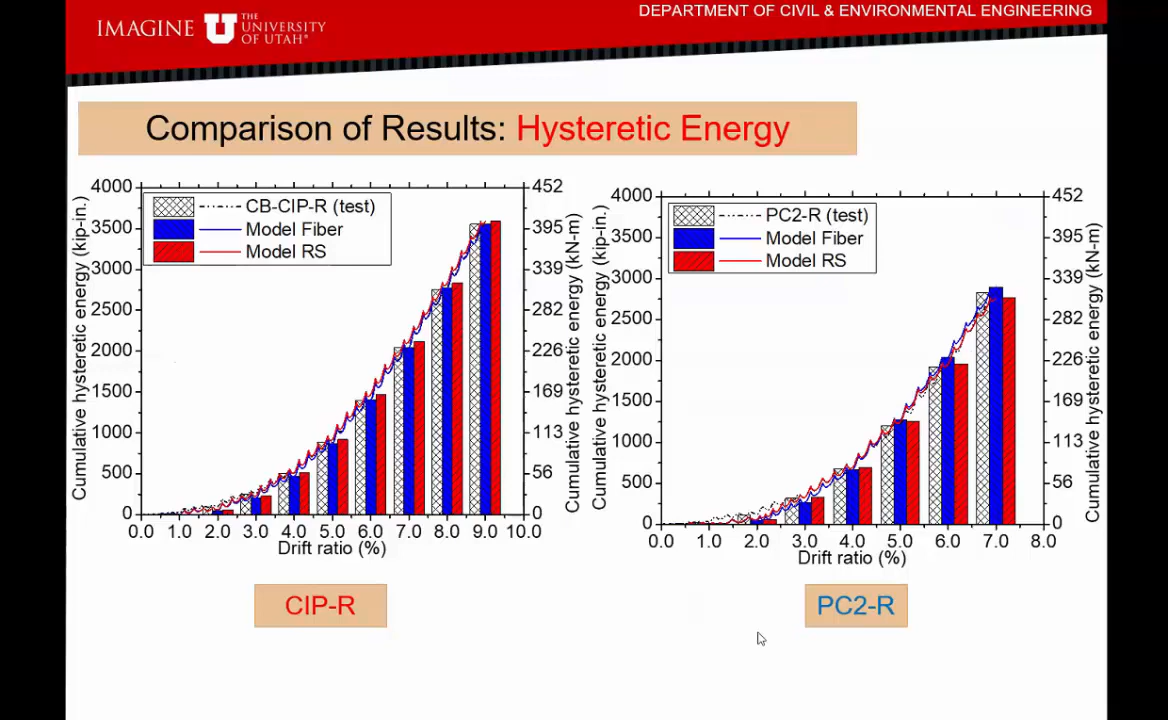 IMAGINE
THE
UNIVERSITY
OF UTAH®
DEPARTMENT OF CIVIL & ENVIRONMENTAL ENGINEERING
Comparison of Results: Hysteretic Energy
CB-CIP-R (test)
Model Fiber
Model RS
Cumulative hysteretic energy (kip-in.)
4000
3500
3000
2500
2000
1500
1000
500
0
452
395
339
282
226
169
113
56
0
Cumulative hysteretic energy (kN-m)
0.0 1.0 2.0 3.0 4.0 5.0 6.0 7.0 8.0 9.0 10.0
Drift ratio (%)
CIP-R
PC2-R (test)
Model Fiber
Model RS
Cumulative hysteretic energy (kip-in.)
4000
3500
3000
2500
2000
1500
1000
500
0
452
395
339
282
226
169
113
56
0
Cumulative hysteretic energy (kN-m)
0.0 1.0 2.0 3.0 4.0 5.0 6.0 7.0 8.0
Drift ratio (%)
PC2-R